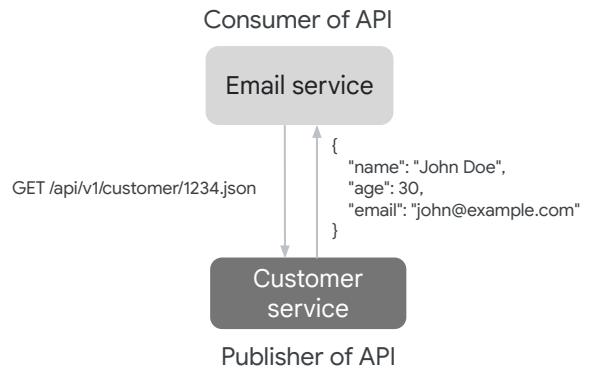 Consumer of API
Email service
GET /api/v1/customer/1234.json
{
"name": "John Doe",
"age": 30,
"email": "john@example.com"
}
Customer
service
Publisher of API